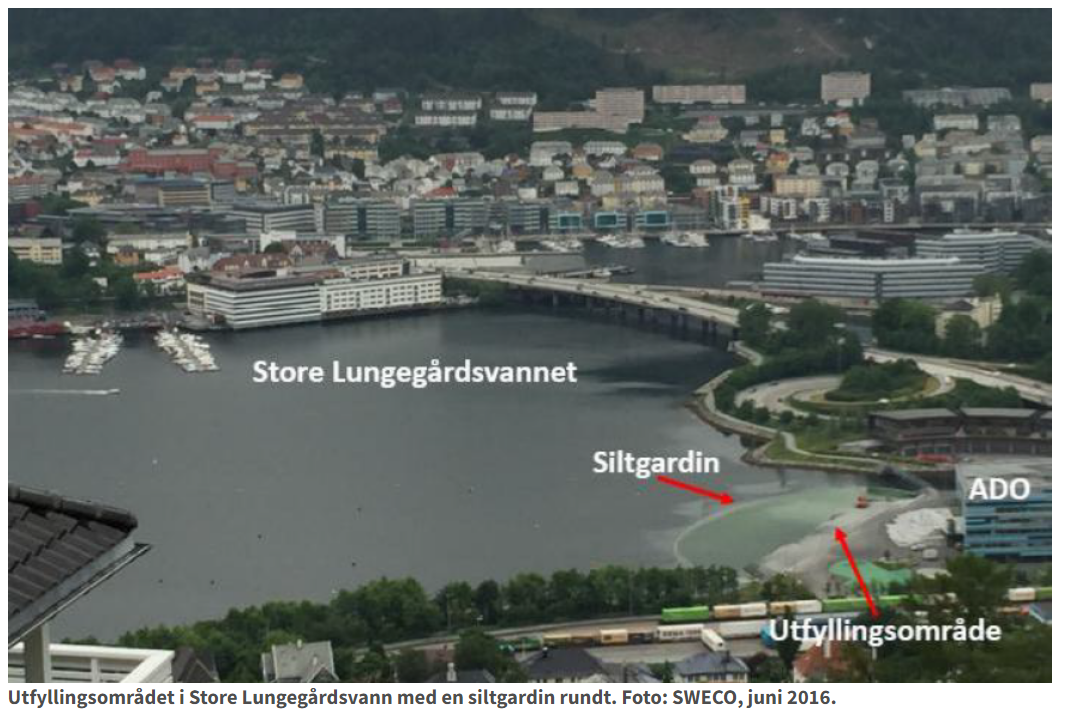 Store Lungegårdsvannet
Siltgardin
ADO
Utfyllingsområde
Utfyllingsområdet i Store Lungegårdsvann med en siltgardin rundt. Foto: SWECO, juni 2016.